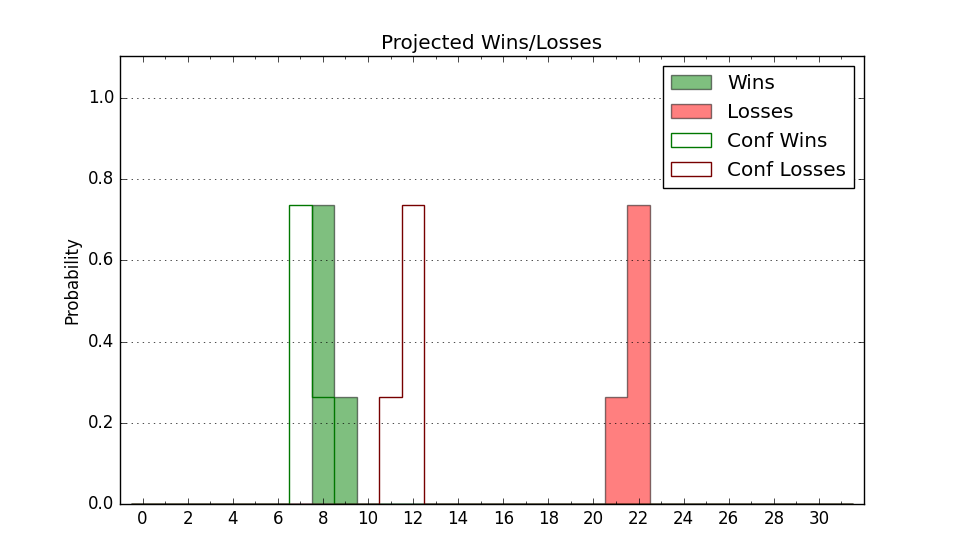 Projected Wins/Losses
Wins
Losses
Conf Wins
Conf Losses
Probability
1.0
0.8
0.6
0.4
0.2
0.0
0 2 4 6 8 10 12 14 16 18 20 22 24 26 28 30